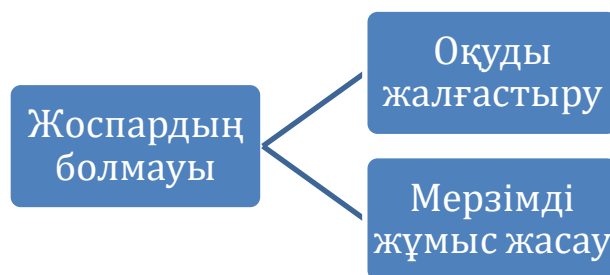 Жоспардың
болмауы
Оқуды
жалғастыру
Мерзімді
жұмыс жасау